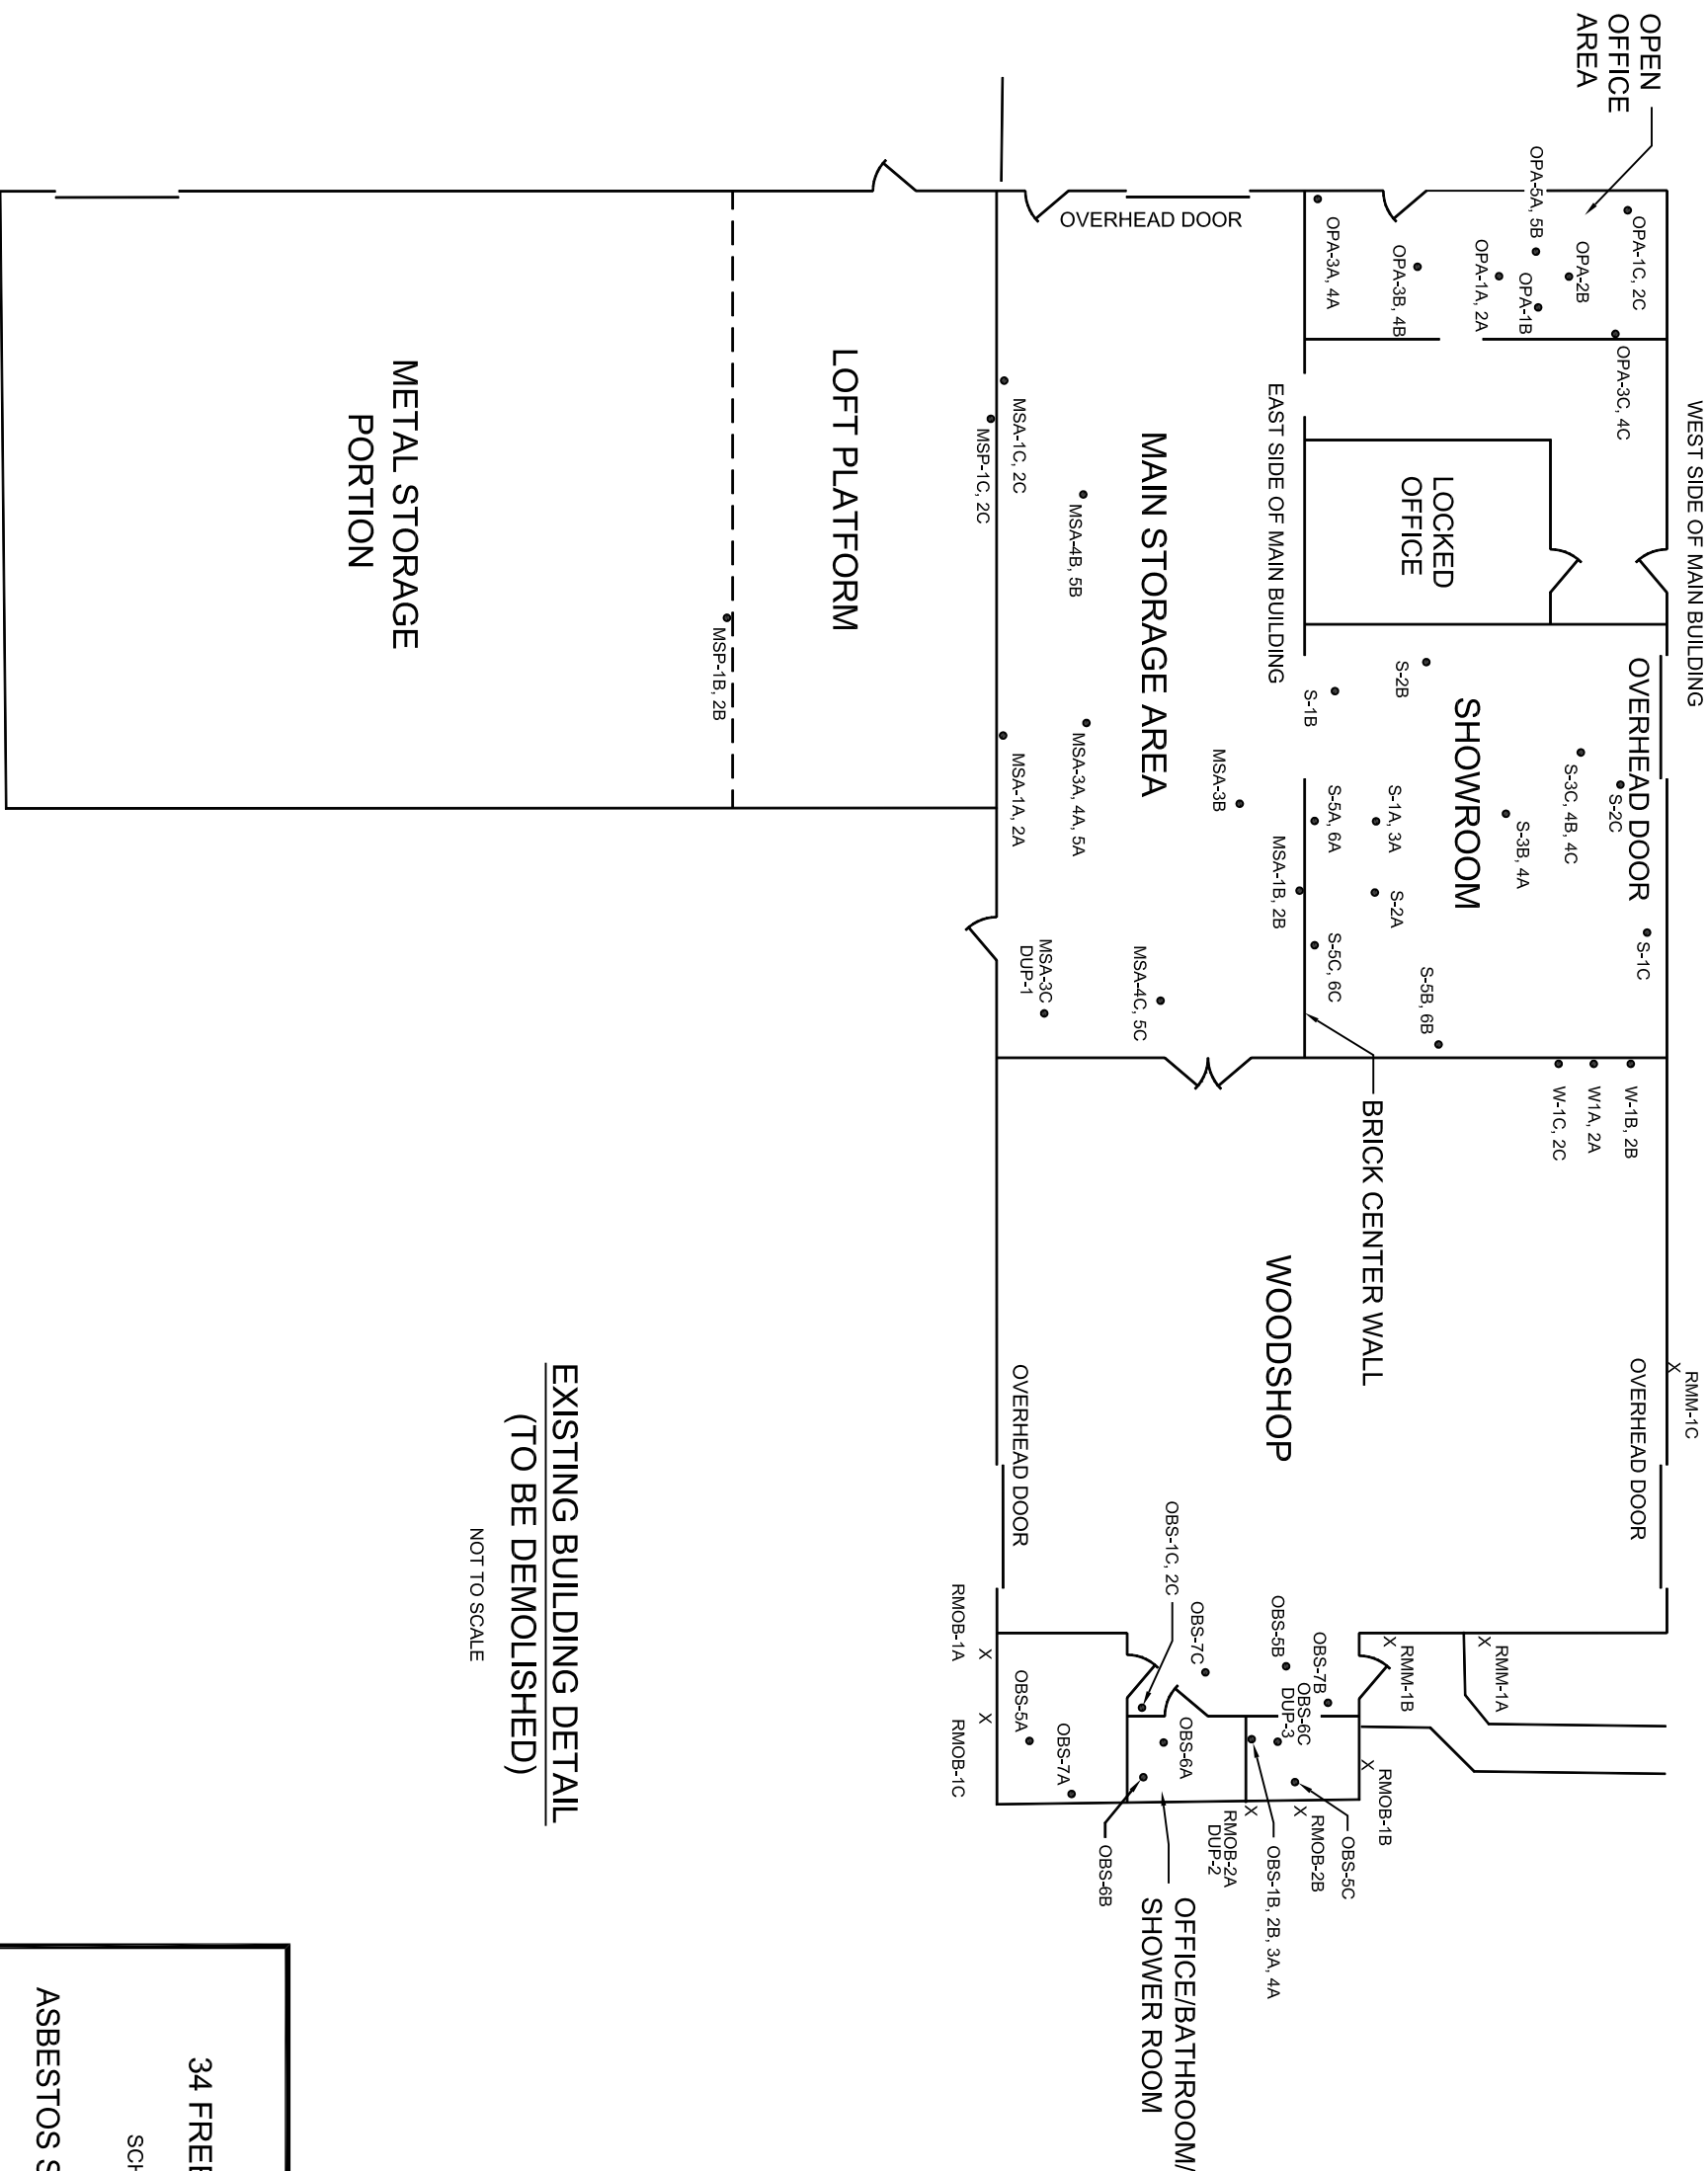 OPEN
OFFICE
AREA
WEST SIDE OF MAIN BUILDING
OPA-1C, 2C
OPA-2B
OPA-5A, 5B
OPA-1B
OPA-1A, 2A
OPA-3B, 4B
OPA-3A, 4A
OPA-3C, 4C
OVERHEAD DOOR
EAST SIDE OF MAIN BUILDING
LOCKED
OFFICE
OVERHEAD DOOR
SHOWROOM
S-2B
S-1B
S-3C, 4B, 4C
S-2C
S-3B, 4A
S-1A, 3A
S-5A, 6A
S-2A
S-1C
S-5C, 6C
S-5B, 6B
MAIN STORAGE AREA
MSA-1C, 2C
MSP-1C, 2C
MSA-4B, 5B
MSA-3A, 4A, 5A
MSA-3B
MSA-1A, 2A
MSA-1B, 2B
MSA-3C
DUP-1
MSA-4C, 5C
LOFT PLATFORM
MSP-1B, 2B
METAL STORAGE
PORTION
BRICK CENTER WALL
W-1B, 2B
W1A, 2A
W-1C, 2C
WOODSHOP
X
RMM-1C
OVERHEAD DOOR
OVERHEAD DOOR
OBS-1C, 2C
OBS-7C
OBS-5B
OBS-7B
OBS-6C
DUP-3
X
RMM-1B
X
RMM-1A
RMOB-1A
X
OBS-5A
X
RMOB-1C
OBS-7A
OBS-6A
X
RMOB-1B
X
RMOB-2B
X
RMOB-2A
DUP-2
OBS-5C
OBS-1B, 2B, 3A, 4A
OBS-6B
OFFICE/BATHROOM/
SHOWER ROOM
EXISTING BUILDING DETAIL
(TO BE DEMOLISHED)
NOT TO SCALE
34 FREE
SCH
ASBESTOS S